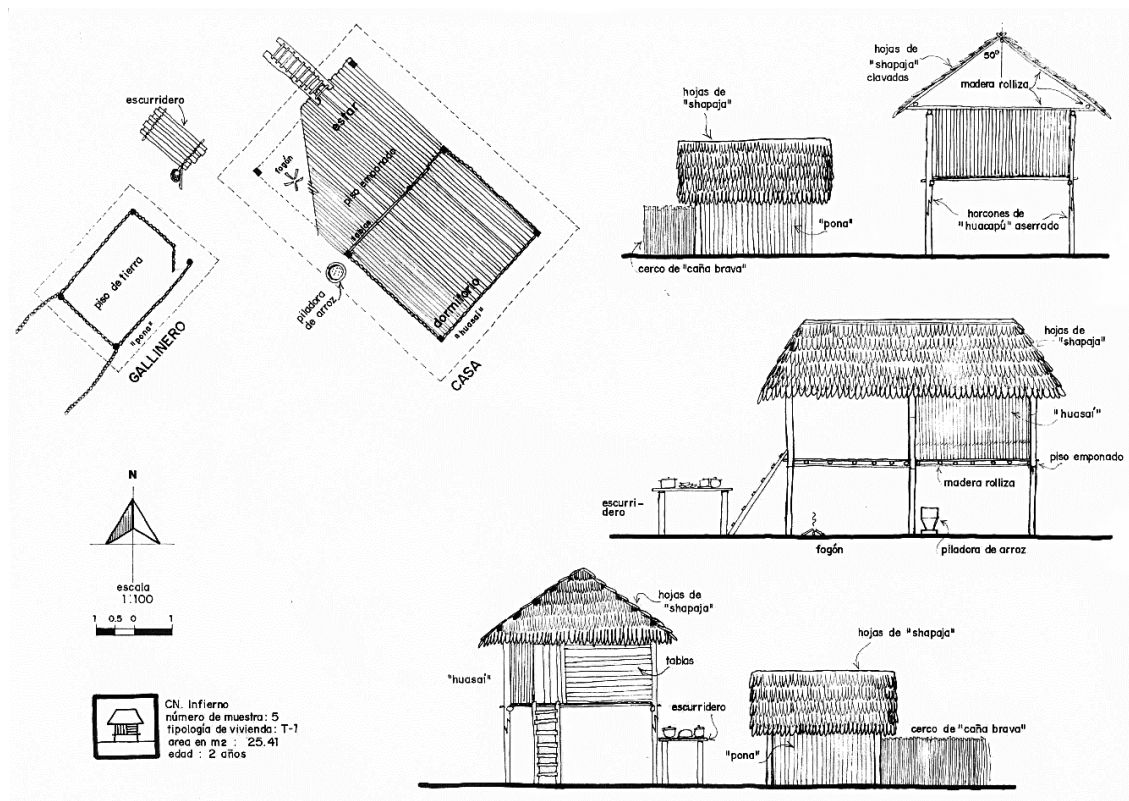 escurridero
estar
fogón
piso emponado
tablas
piso de tierra
"pona"
GALLINERO
piladora
de arroz
dormitorio
"huasaí"
CASA
hojas de
"shapaja"
"pona"
cerco de "caña brava"
hojas de
"shapaja"
clavadas
50°
madera rolliza
horcones de
"huacapú" aserrado
hojas de
"shapaja"
"huasaí"
piso emponado
madera rolliza
escurri-
dero
fogón
piladora de arroz
N
escala
1:100
1 0.5 0 1
hojas de
"shapaja"
"huasaí"
tablas
escurridero
hojas de "shapaja"
cerco de "caña brava"
"pona"
CN. Infierno
número de muestra: 5
tipología de vivienda: T-1
area en m2 : 25.41
edad : 2 años